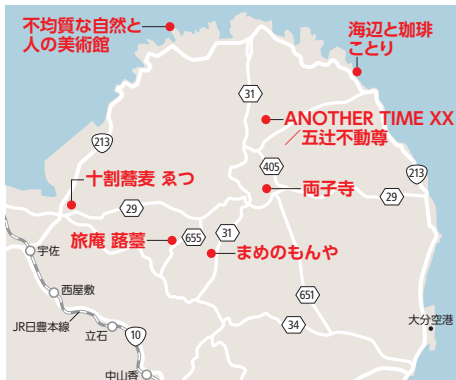 不均質な自然と
人の美術館
海辺と珈琲
ことり
31
ANOTHER TIME XX
／五辻不動尊
213
405
213
十割蕎麦 ゑつ
両子寺
29
29
旅庵 蕗薹
655
31
まめのもんや
宇佐
西屋敷
651
JR日豊本線
立石
10
34
大分空港
中山香